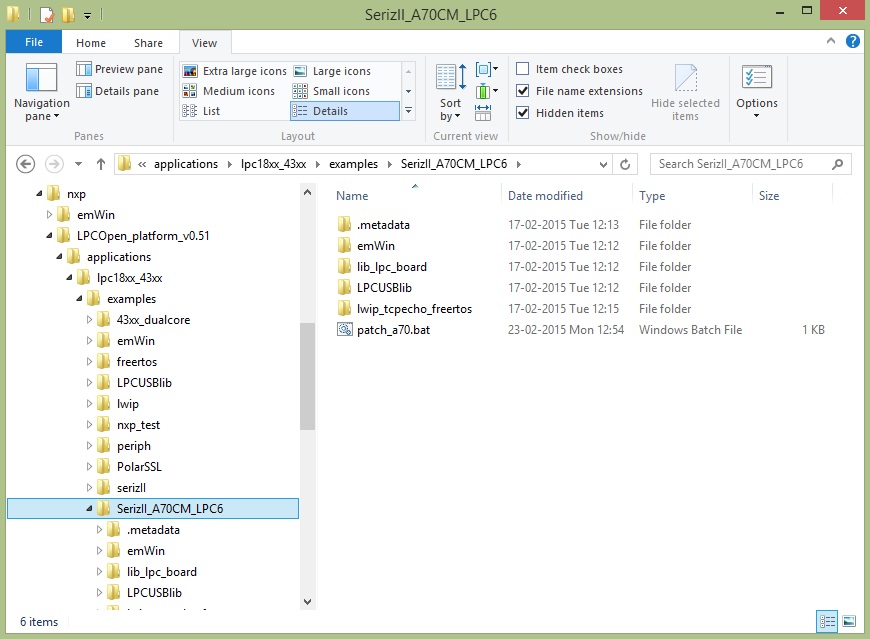 SerizII_A70CM_LPC6
File Home Share View
Navigation pane
Preview pane
Details pane
Panes
Extra large icons Large icons
Medium icons Small icons
List Details
Layout
Sort by
Current view
Item check boxes
File name extensions
Hidden items
Hide selected items
Show/hide
Options
« applications lpc18xx_43xx examples SerizII_A70CM_LPC6
Search SerizII_A70CM_LPC6
nxp
emWin
LPCOpen_platform_v0.51
applications
lpc18xx_43xx
examples
43xx_dualcore
emWin
freertos
LPCUSBlib
lwip
nxp_test
periph
PolarSSL
serizII
SerizII_A70CM_LPC6
.metadata
emWin
lib_lpc_board
LPCUSBlib
Name Date modified Type Size
.metadata 17-02-2015 Tue 12:13 File folder
emWin 17-02-2015 Tue 12:12 File folder
lib_lpc_board 17-02-2015 Tue 12:12 File folder
LPCUSBlib 17-02-2015 Tue 12:12 File folder
lwip_tcpecho_freertos 17-02-2015 Tue 12:15 File folder
patch_a70.bat 23-02-2015 Mon 12:54 Windows Batch File 1 KB
6 items